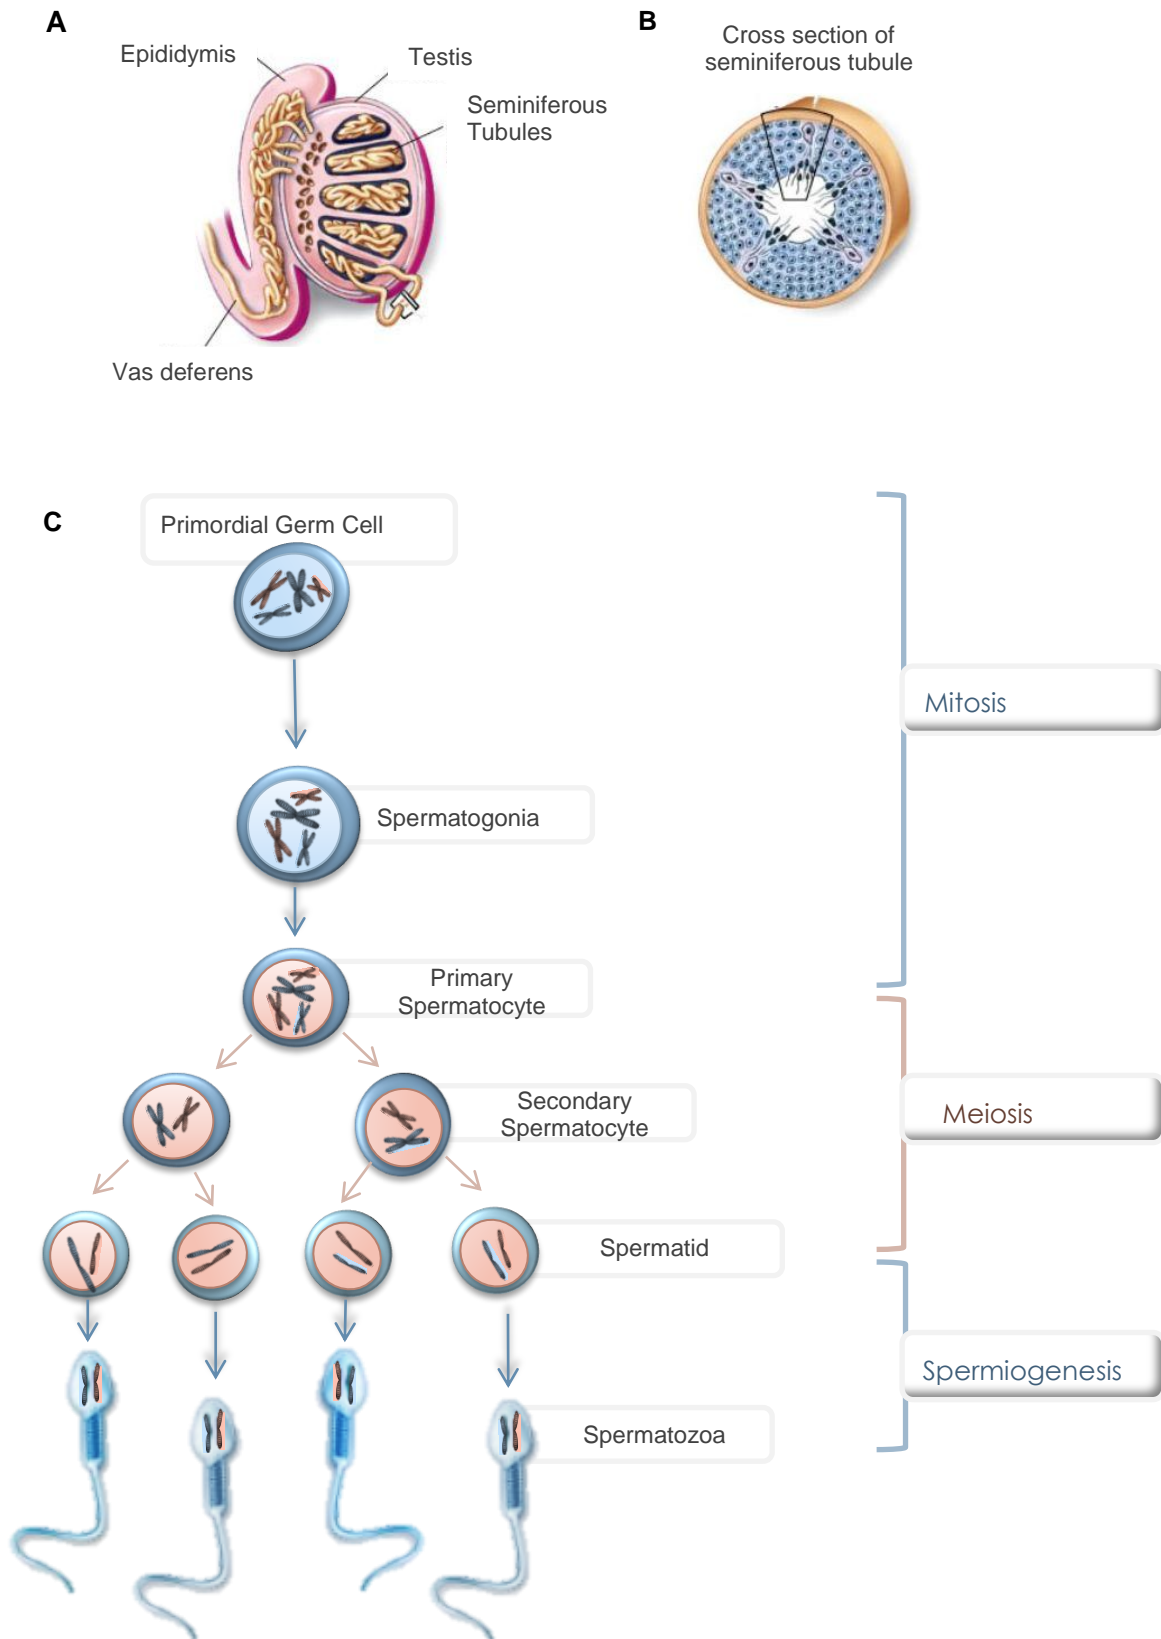 A
Epididymis
Testis
Seminiferous
Tubules
Vas deferens
B
Cross section of
seminiferous tubule
C
Primordial Germ Cell
Mitosis
Spermatogonia
Primary
Spermatocyte
Secondary
Spermatocyte
Meiosis
Spermatid
Spermiogenesis
Spermatozoa